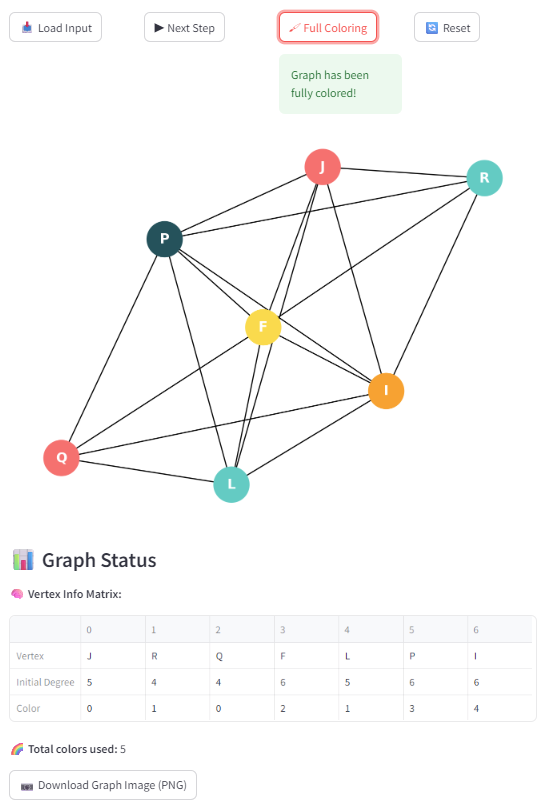 📥 Load Input ▶ Next Step 🖌 Full Coloring 🔄 Reset
Graph has been
fully colored!
J
R
P
F
I
Q
L
📊 Graph Status
🧠 Vertex Info Matrix:
0 1 2 3 4 5 6
Vertex J R Q F L P I
Initial Degree 5 4 4 6 5 6 6
Color 0 1 0 2 1 3 4
🌈 Total colors used: 5
📷 Download Graph Image (PNG)